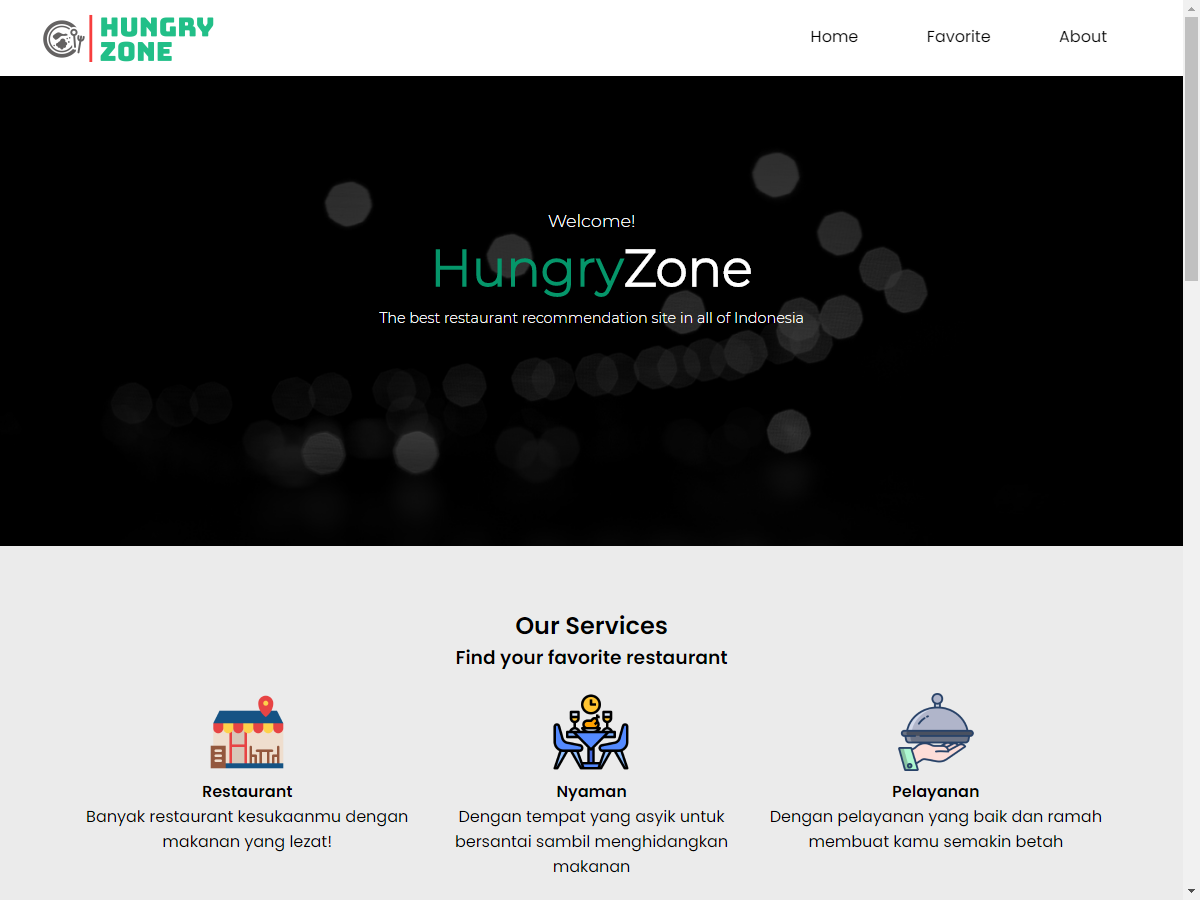 HUNGRY
ZONE
Home Favorite About
Welcome!
HungryZone
The best restaurant recommendation site in all of Indonesia
Our Services
Find your favorite restaurant
Restaurant
Banyak restaurant kesukaanmu dengan
makanan yang lezat!
Nyaman
Dengan tempat yang asyik untuk
bersantai sambil menghidangkan
makanan
Pelayanan
Dengan pelayanan yang baik dan ramah
membuat kamu semakin betah